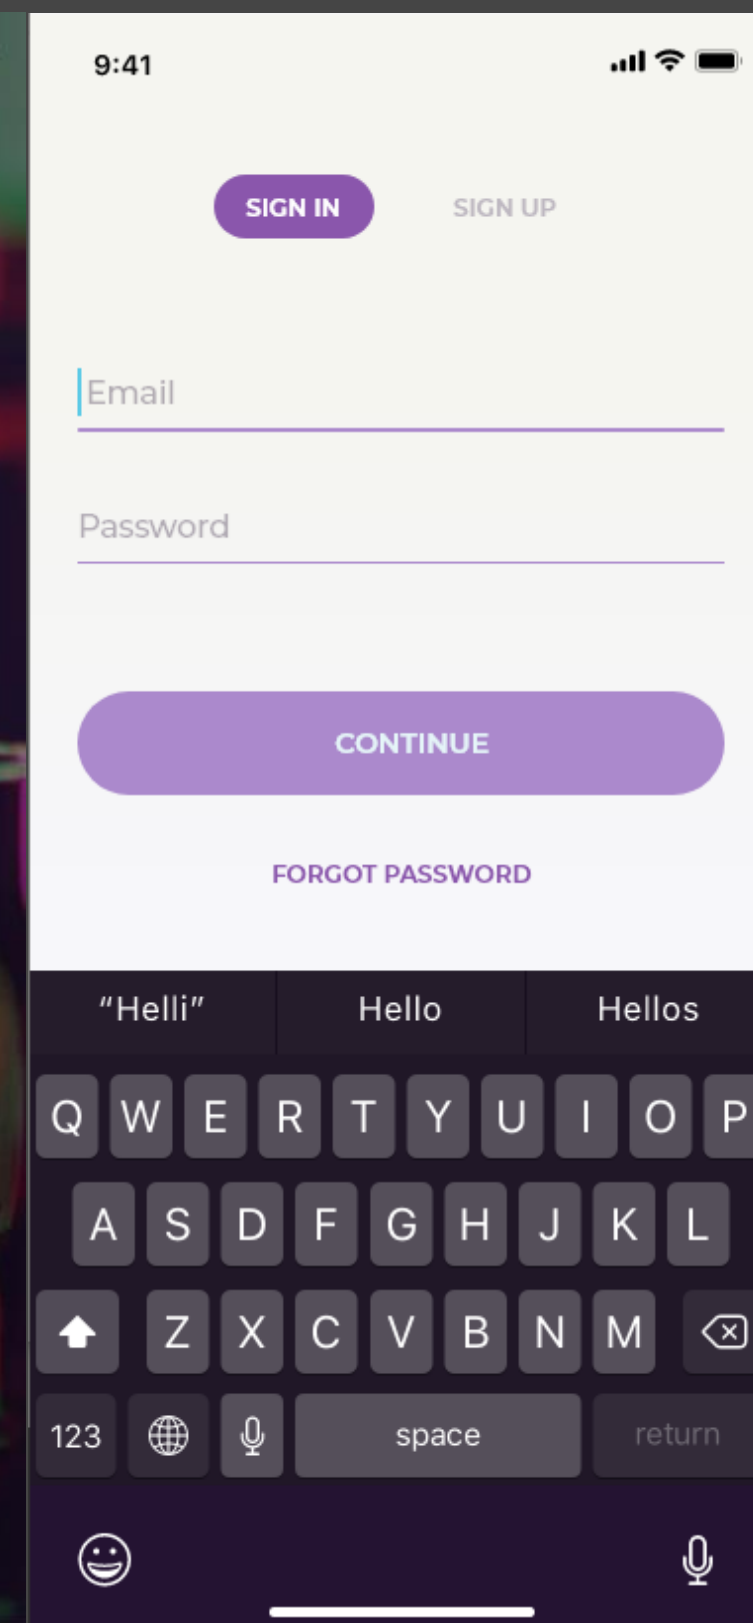 9:41
SIGN IN SIGN UP
Email
Password
CONTINUE
FORGOT PASSWORD
“Helli” Hello Hellos
Q W E R T Y U I O P
A S D F G H J K L
Z X C V B N M
123 space return